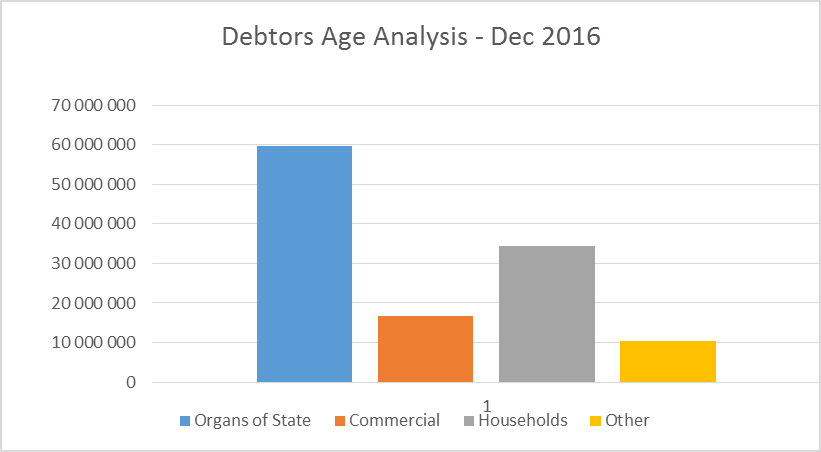 Debtors Age Analysis - Dec 2016
70 000 000
60 000 000
50 000 000
40 000 000
30 000 000
20 000 000
10 000 000
0
1
Organs of State Commercial Households Other